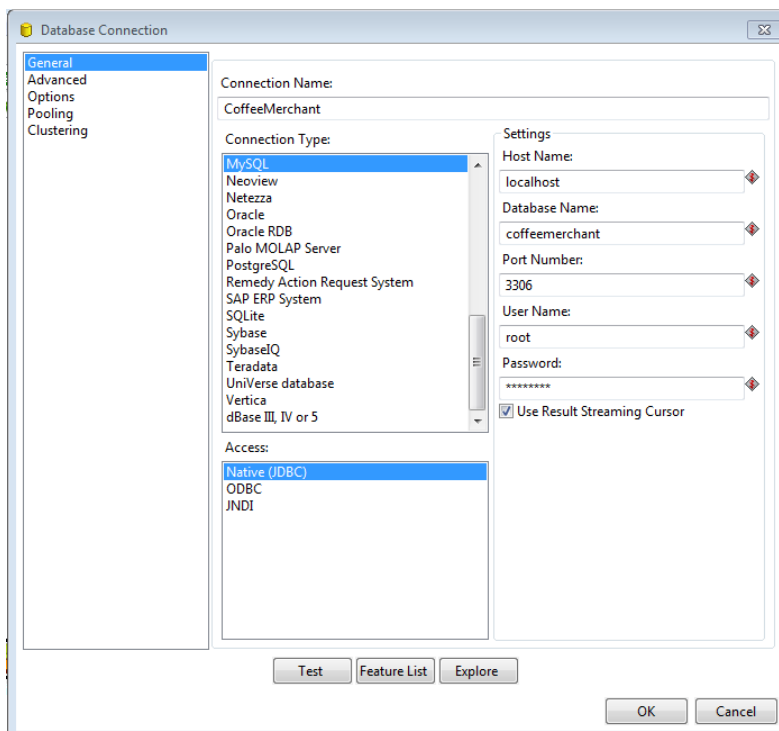 Database Connection
General
Advanced
Options
Pooling
Clustering
Connection Name:
CoffeeMerchant
Connection Type:
MySQL
Neoview
Netezza
Oracle
Oracle RDB
Palo MOLAP Server
PostgreSQL
Remedy Action Request System
SAP ERP System
SQLite
Sybase
SybaseIQ
Teradata
UniVerse database
Vertica
dBase III, IV or 5
Access:
Native (JDBC)
ODBC
JNDI
Settings
Host Name:
localhost
Database Name:
coffeemerchant
Port Number:
3306
User Name:
root
Password:
********
Use Result Streaming Cursor
Test
Feature List
Explore
OK
Cancel